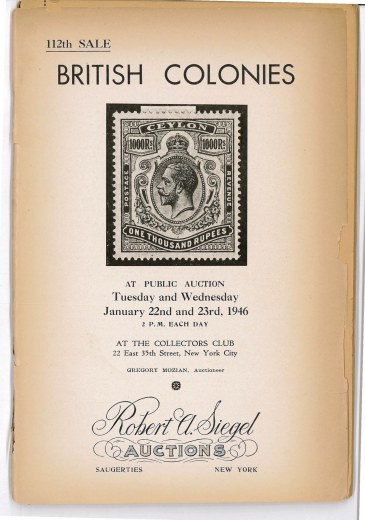 112th SALE
BRITISH COLONIES
CEYLON
1000Rs 1000Rs
POSTAGE REVENUE
ONE THOUSAND RUPEES
AT PUBLIC AUCTION
Tuesday and Wednesday
January 22nd and 23rd, 1946
2 P.M. EACH DAY
AT THE COLLECTORS CLUB
22 East 35th Street, New York City
GREGORY MOZIAN, Auctioneer
Robert A. Siegel
AUCTIONS
SAUGERTIES NEW YORK